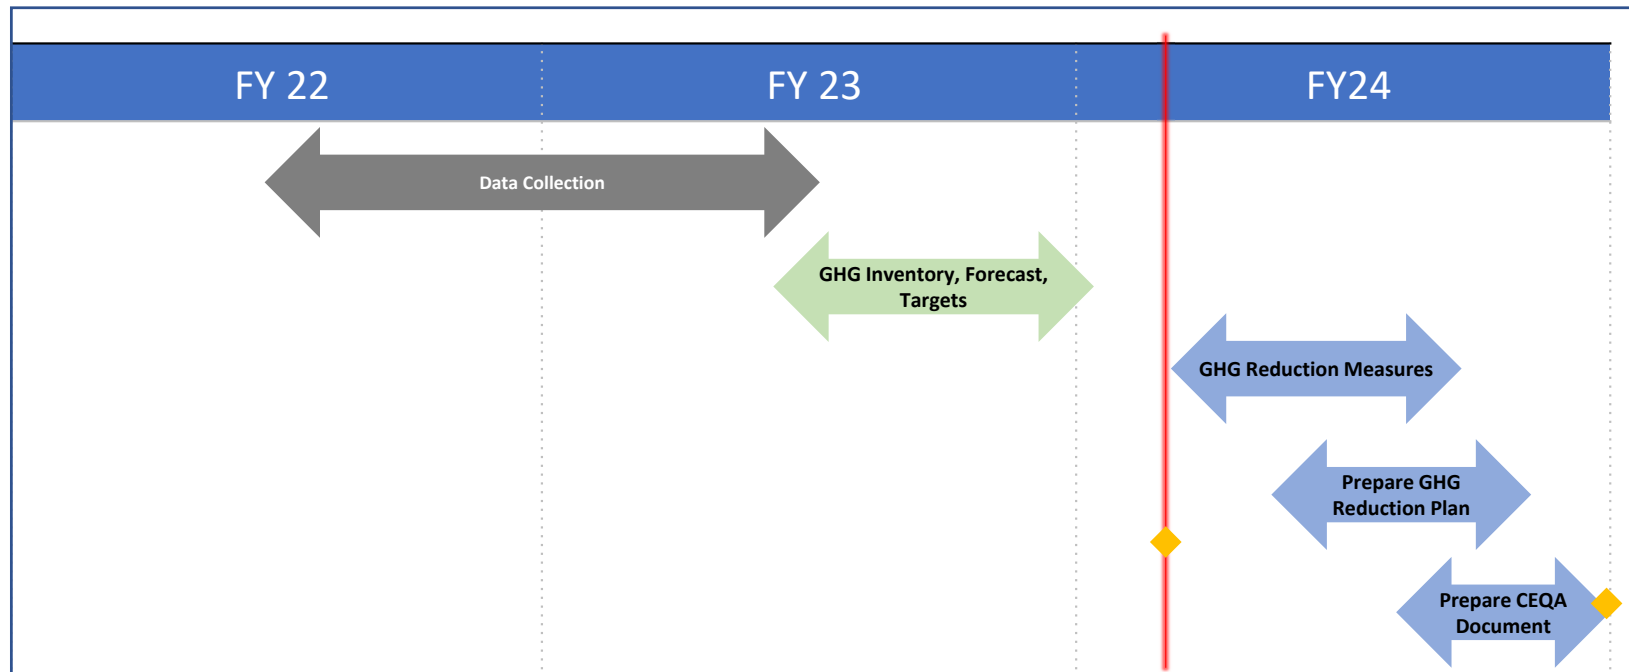 FY 22
FY 23
FY24
Data Collection
GHG Inventory, Forecast,
Targets
GHG Reduction Measures
Prepare GHG
Reduction Plan
Prepare CEQA
Document